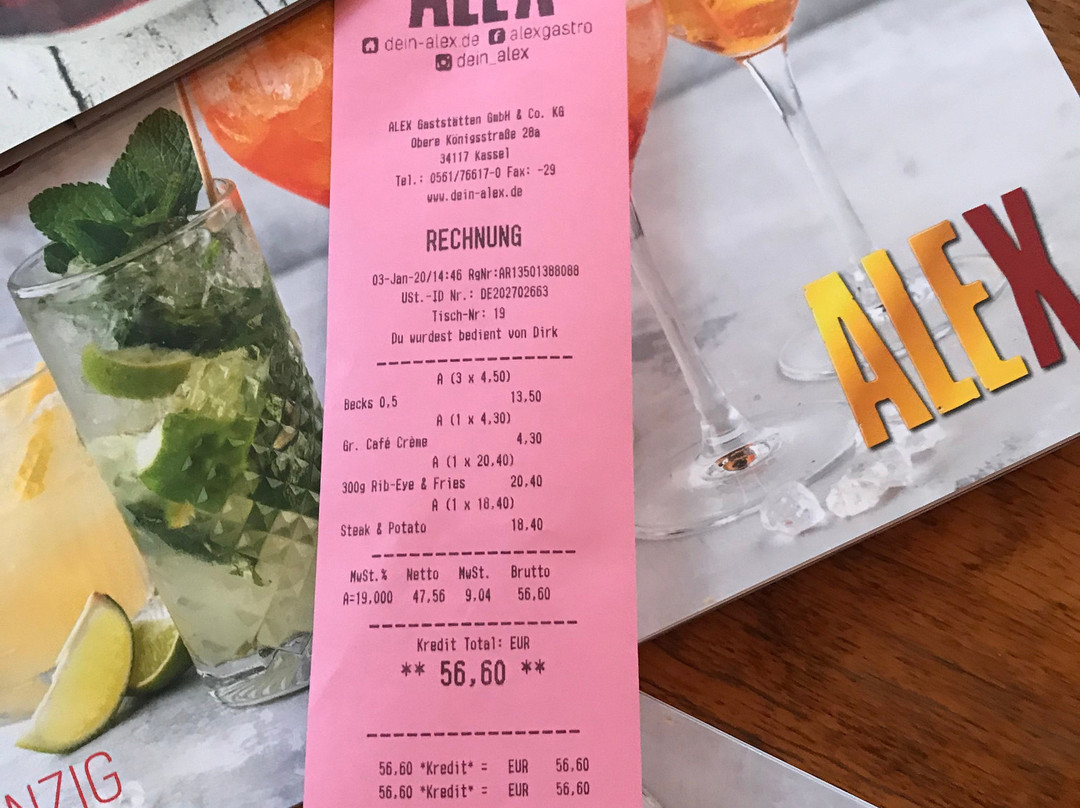 ALEX
dein-alex.de alexgastro
dein_alex
ALEX Gaststätten GmbH & Co. KG
Obere Königsstraße 28a
34117 Kassel
Tel.: 0561/76617-0 Fax: -29
www.dein-alex.de
RECHNUNG
03-Jan-20/14:46 RgNr:AR13501388088
USt.-ID Nr.: DE202702663
Tisch-Nr: 19
Du wurdest bedient von Dirk
A (3 x 4,50)
Becks 0,5 13,50
A (1 x 4,30)
Gr. Café Crème 4,30
A (1 x 20,40)
300g Rib-Eye & Fries 20,40
A (1 x 18,40)
Steak & Potato 18,40
MwSt.% Netto MwSt. Brutto
A=19,000 47,56 9,04 56,60
Kredit Total: EUR
** 56,60 **
56,60 *Kredit* = EUR 56,60
56,60 *Kredit* = EUR 56,60
ALEX
NZIG